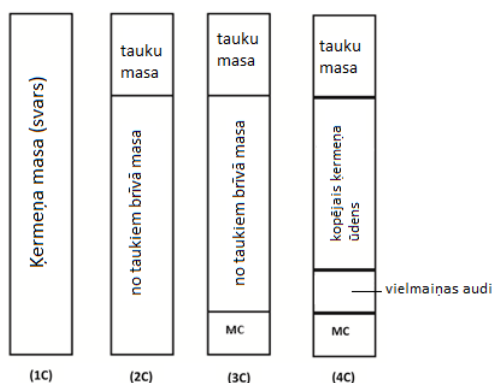 Ķermeņa masa (svars)
(1C)
tauku
masa
no taukiem brīvā masa
(2C)
tauku
masa
no taukiem brīvā masa
MC
(3C)
tauku
masa
kopējais ķermeņa
ūdens
vielmaiņas audi
MC
(4C)